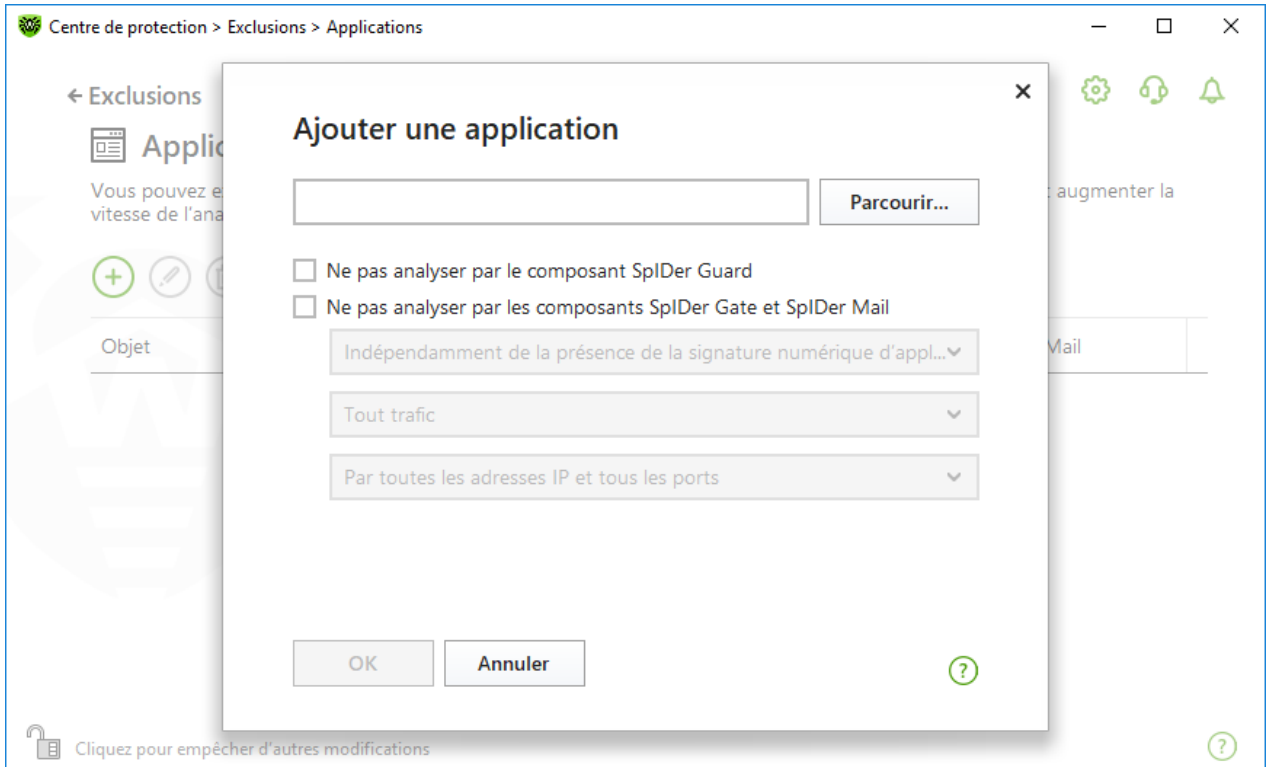 Centre de protection > Exclusions > Applications
Exclusions
Ajouter une application
Vous pouvez
augmenter la
vitesse de l'ana
Parcourir...
Ne pas analyser par le composant SpIDer Guard
Ne pas analyser par les composants SpIDer Gate et SpIDer Mail
Objet
Indépendamment de la présence de la signature numérique d'appl...
Mail
Tout trafic
Par toutes les adresses IP et tous les ports
OK
Annuler
?
Cliquez pour empêcher d'autres modifications
?